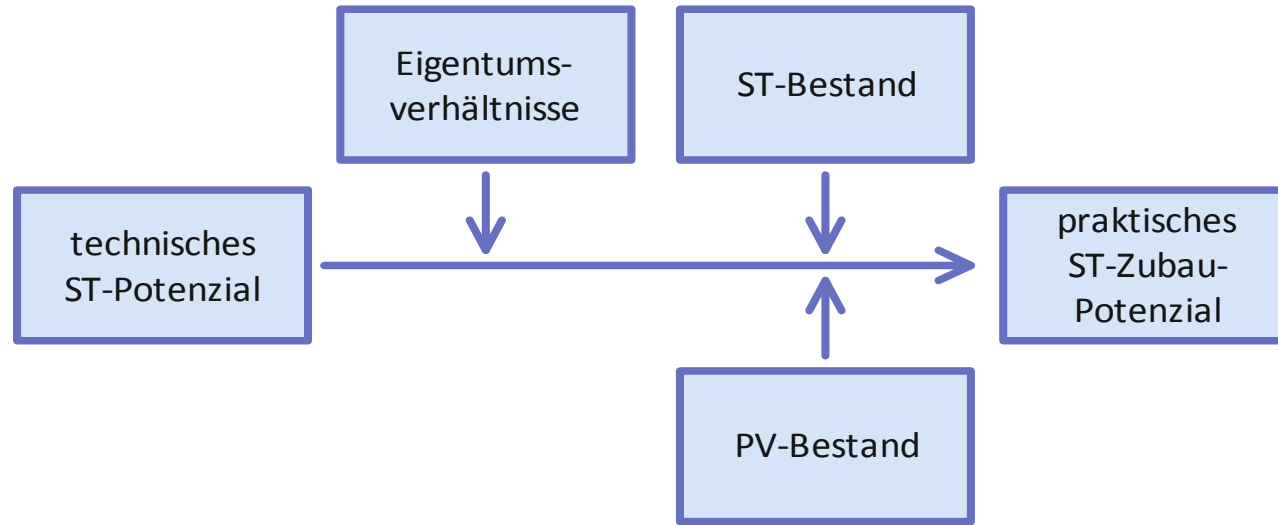 Eigentums-
verhältnisse
ST-Bestand
technisches
ST-Potenzial
praktisches
ST-Zubau-
Potenzial
PV-Bestand